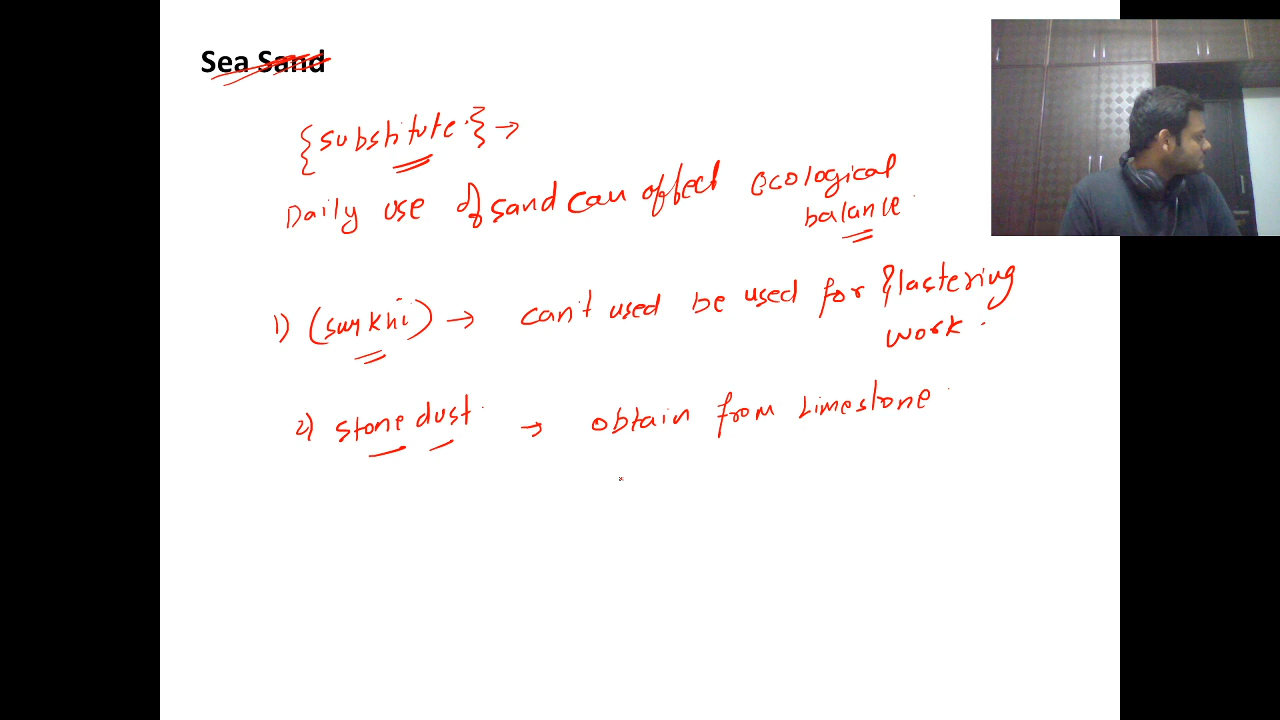 Sea Sand
{substitute.} →
Daily use of sand can affect ecological
balance
1) (surkhi) → can't used be used for plastering
work.
2) stone dust → obtain from Limestone